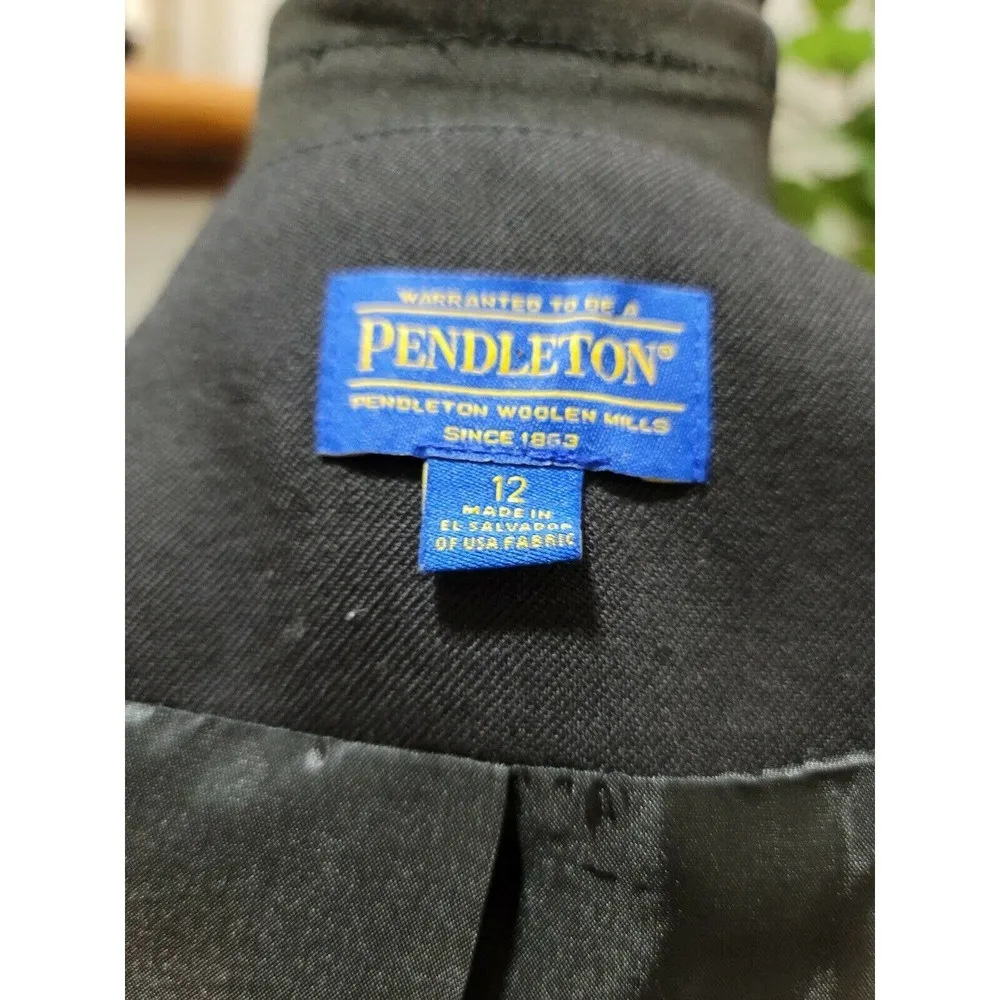 WARRANTED TO BE A
PENDLETON®
PENDLETON WOOLEN MILLS
SINCE 1863
12
MADE IN
EL SALVADOR
OF USA FABRIC